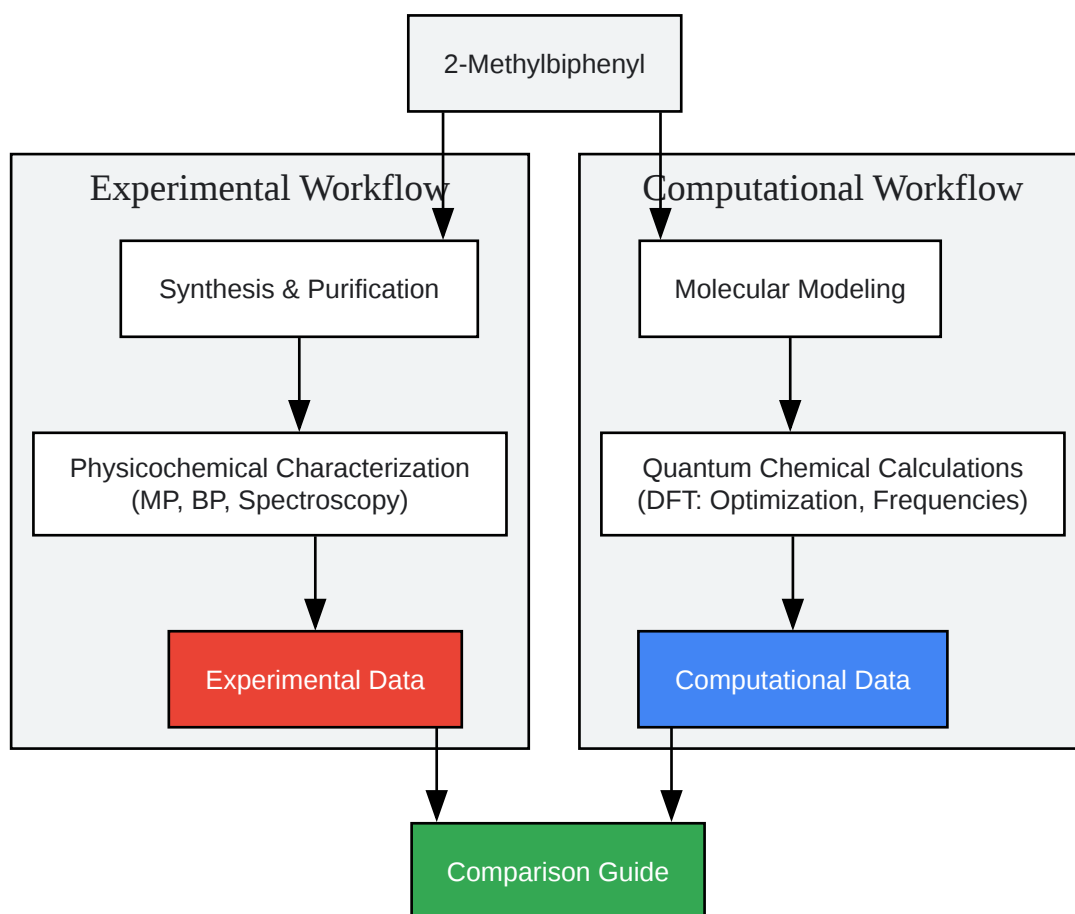 2-Methylbiphenyl
Experimental Workflow
Computational Workflow
Synthesis & Purification
Molecular Modeling
Physicochemical Characterization
(MP, BP, Spectroscopy)
Quantum Chemical Calculations
(DFT: Optimization, Frequencies)
Experimental Data
Computational Data
Comparison Guide